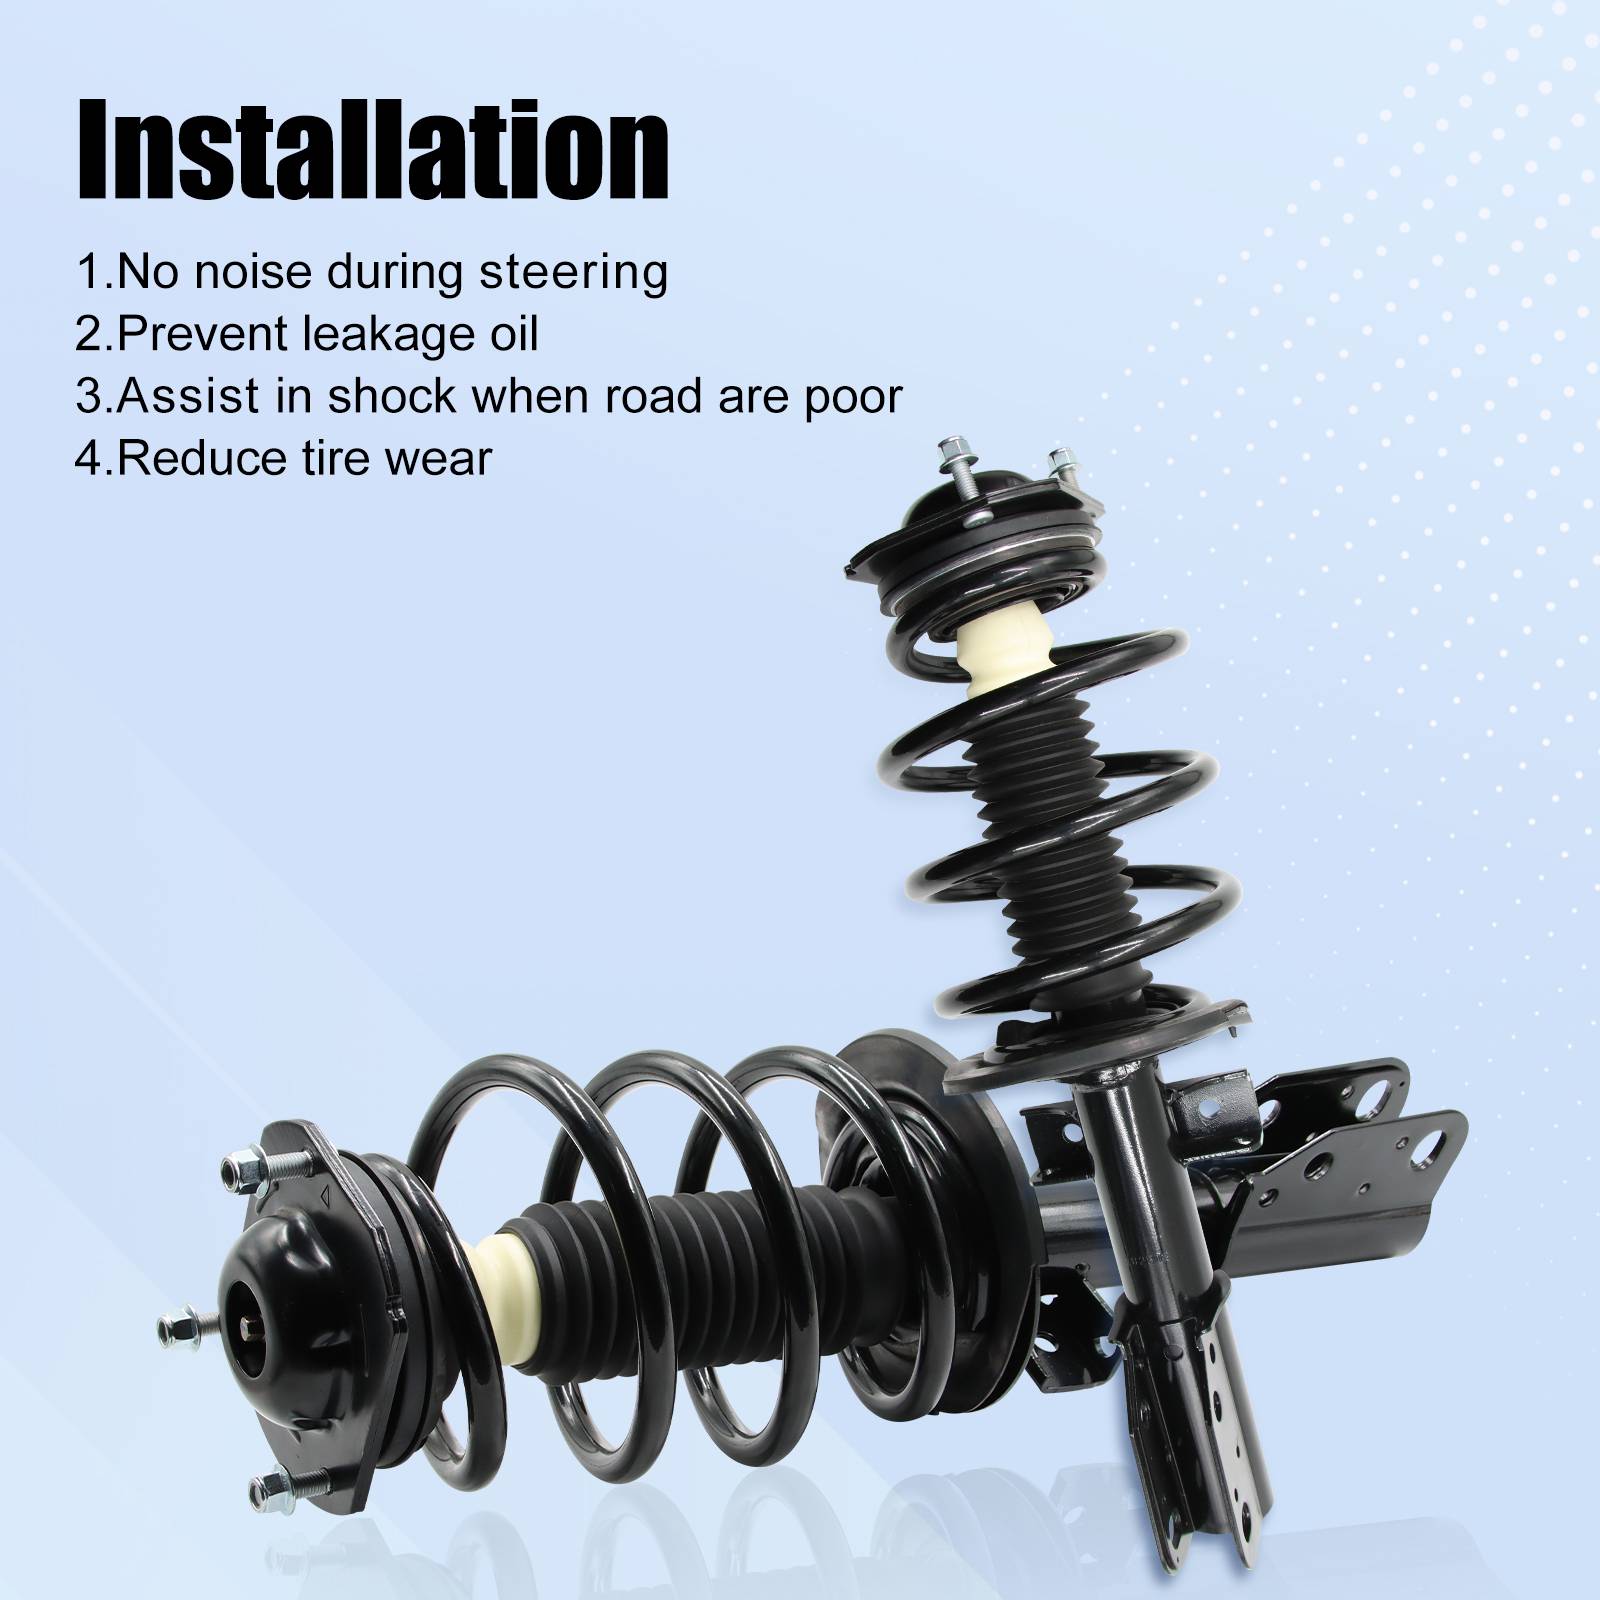 Installation
1.No noise during steering
2.Prevent leakage oil
3.Assist in shock when road are poor
4.Reduce tire wear